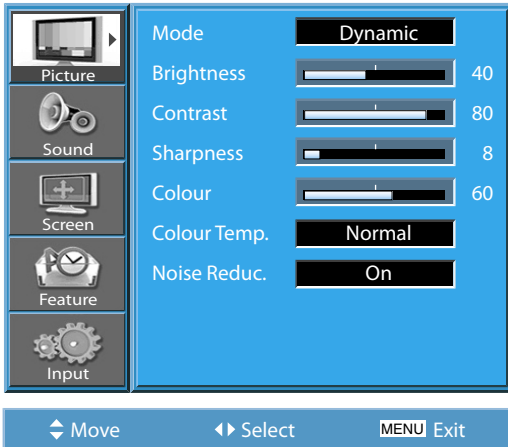 Picture
Sound
Screen
Feature
Input
Mode Dynamic
Brightness 40
Contrast 80
Sharpness 8
Colour 60
Colour Temp. Normal
Noise Reduc. On
Move Select MENU Exit